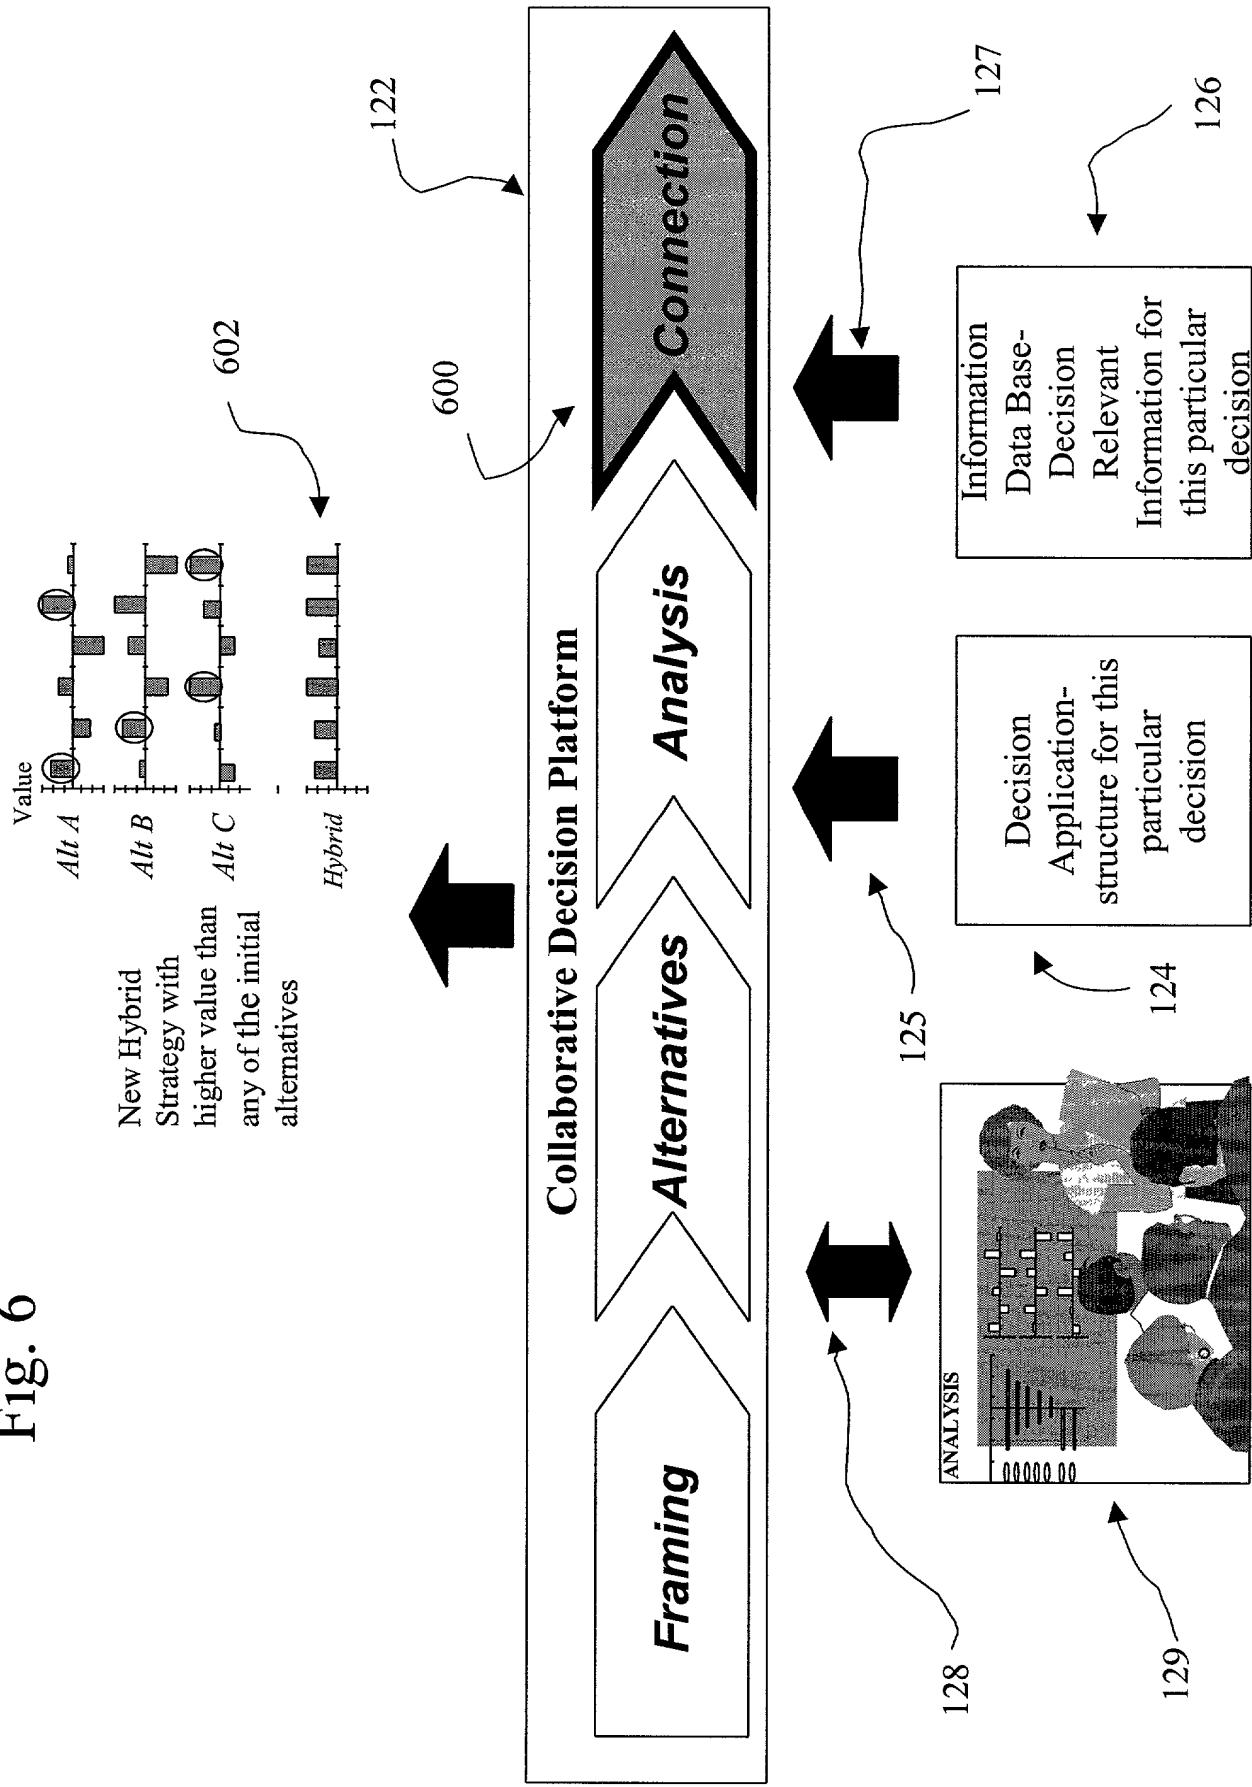 Fig. 6
New Hybrid
Strategy with
higher value than
any of the initial
alternatives
Value
Alt A
Alt B
Alt C
Hybrid
602
122
600
Collaborative Decision Platform
Framing
Alternatives
Analysis
Connection
128
125
127
129
ANALYSIS
124
Decision
Application-
structure for this
particular
decision
126
Information
Data Base-
Decision
Relevant
Information for
this particular
decision